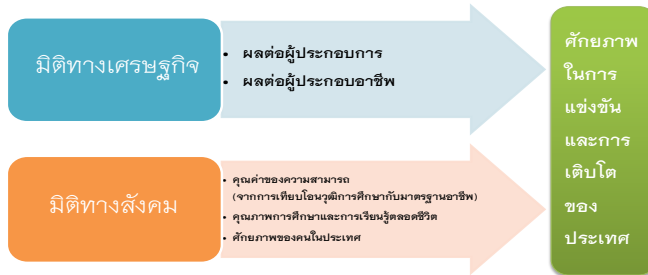 มิติทางเศรษฐกิจ
• ผลต่อผู้ประกอบการ
• ผลต่อผู้ประกอบอาชีพ
มิติทางสังคม
• คุณค่าของความสามารถ
(จากการเทียบโอนวุฒิการศึกษากับมาตรฐานอาชีพ)
• คุณภาพการศึกษาและการเรียนรู้ตลอดชีวิต
• ศักยภาพของคนในประเทศ
ศักยภาพ
ในการ
แข่งขัน
และการ
เติบโต
ของ
ประเทศ